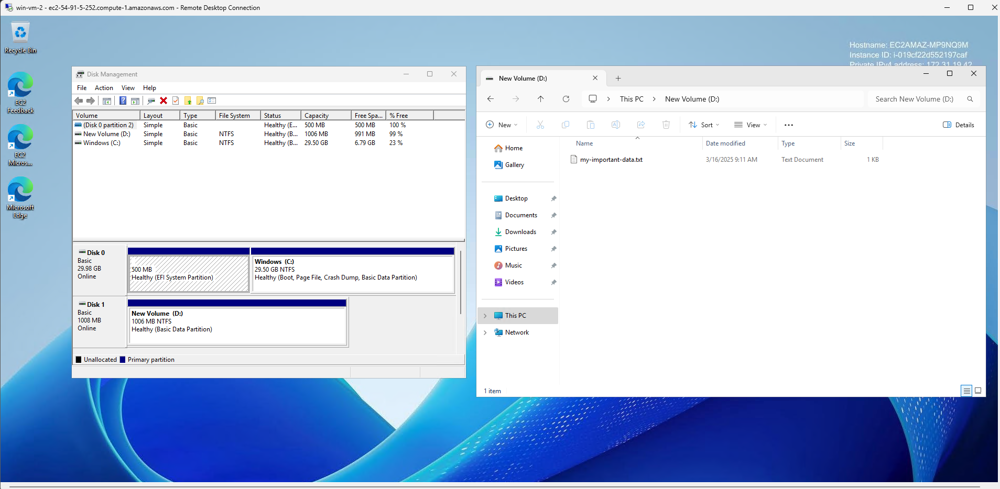 win-vm-2 - ec2-54-91-5-252.compute-1.amazonaws.com - Remote Desktop Connection
Recycle Bin
EC2
Feedback
EC2
Micros...
Microsoft
Edge
Hostname: EC2AMAZ-MP9NQ9M
Instance ID: i-019cf22d552197caf
Private IPv4 address: 172.31.19.42
Disk Management
File Action View Help
Volume Layout Type File System Status Capacity Free Spa... % Free
(Disk 0 partition 2) Simple Basic Healthy (E... 500 MB 500 MB 100 %
New Volume (D:) Simple Basic NTFS Healthy (B... 1006 MB 991 MB 99 %
Windows (C:) Simple Basic NTFS Healthy (B... 29.50 GB 6.79 GB 23 %
Disk 0
Basic
29.98 GB
Online
500 MB
Healthy (EFI System Partition)
Windows (C:)
29.50 GB NTFS
Healthy (Boot, Page File, Crash Dump, Basic Data Partition)
Disk 1
Basic
1008 MB
Online
New Volume (D:)
1006 MB NTFS
Healthy (Basic Data Partition)
Unallocated Primary partition
New Volume (D:)
This PC > New Volume (D:)
Search New Volume (D:)
New Sort View ... Details
Home
Gallery
Desktop
Documents
Downloads
Pictures
Music
Videos
This PC
Network
Name Date modified Type Size
my-important-data.txt 3/16/2025 9:11 AM Text Document 1 KB
1 item